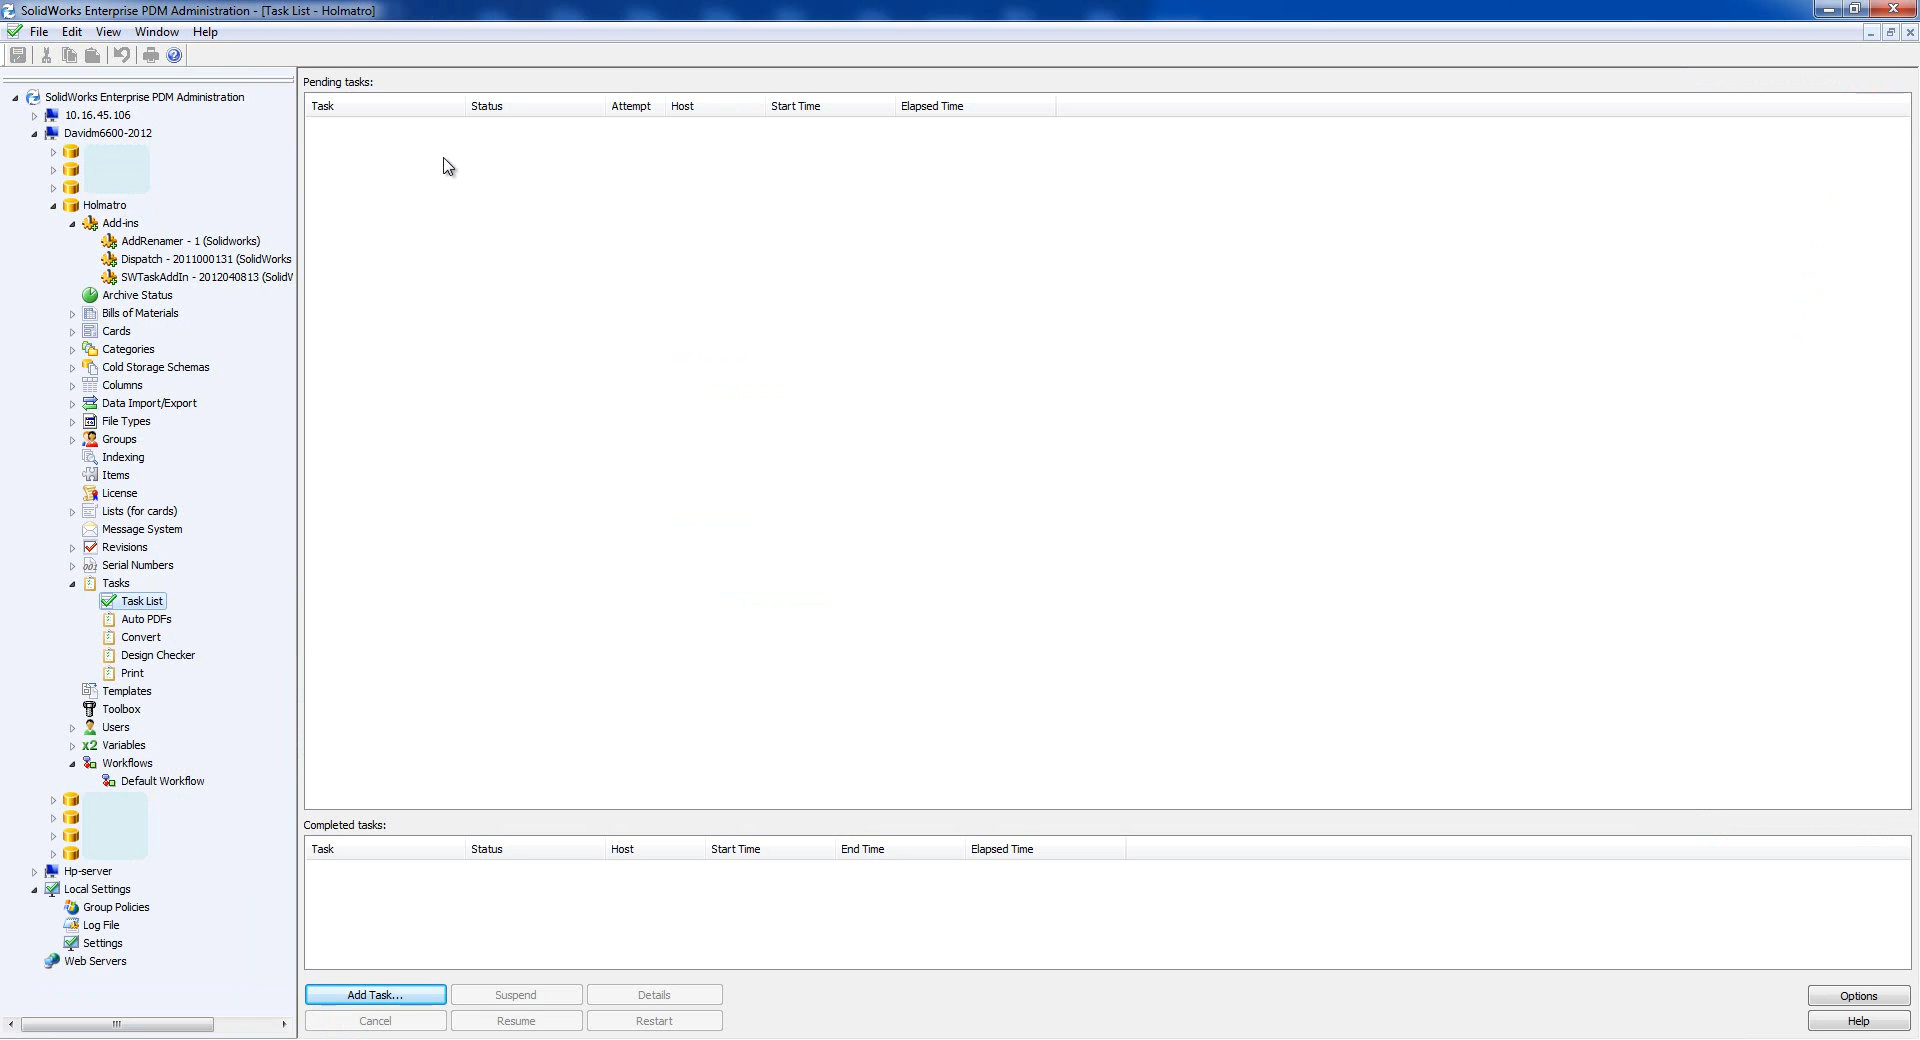 SolidWorks Enterprise PDM Administration - [Task List - Holmatro]
File Edit View Window Help
SolidWorks Enterprise PDM Administration
10.16.45.106
Davidm6600-2012
Holmatro
Add-ins
AddRenamer - 1 (Solidworks)
Dispatch - 2011000131 (SolidWorks
SWTaskAddIn - 2012040813 (SolidW
Archive Status
Bills of Materials
Cards
Categories
Cold Storage Schemas
Columns
Data Import/Export
File Types
Groups
Indexing
Items
License
Lists (for cards)
Message System
Revisions
Serial Numbers
Tasks
Task List
Auto PDFs
Convert
Design Checker
Print
Templates
Toolbox
Users
x2 Variables
Workflows
Default Workflow
Hp-server
Local Settings
Group Policies
Log File
Settings
Web Servers
Pending tasks:
Task Status Attempt Host Start Time Elapsed Time
Completed tasks:
Task Status Host Start Time End Time Elapsed Time
Add Task... Suspend Details Options
Cancel Resume Restart Help